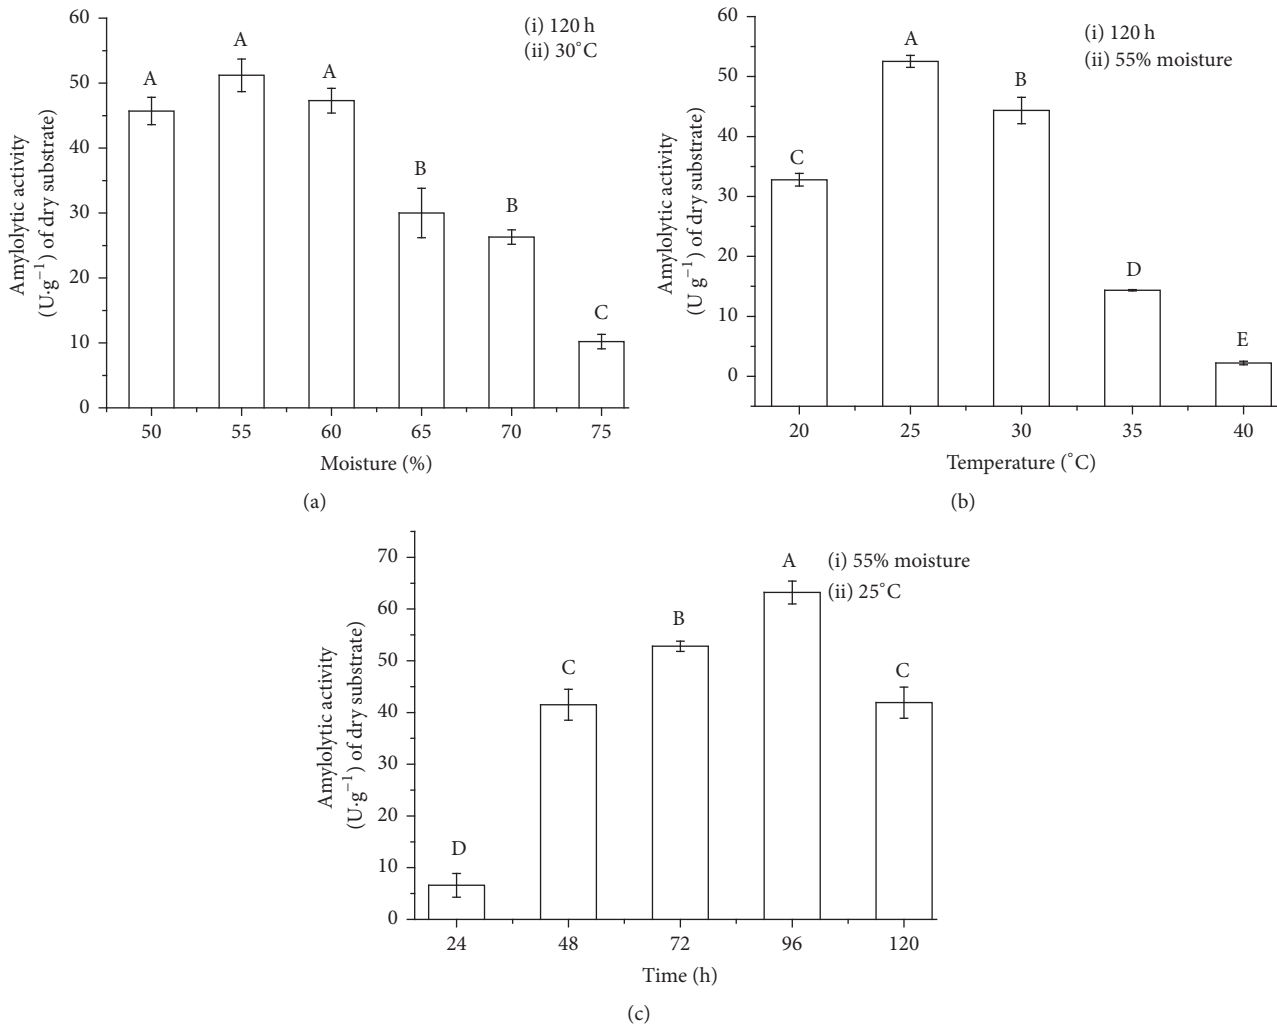 60
50
40
30
20
10
0
Amylolytic activity
(U·g⁻¹) of dry substrate)
A
A
A
B
B
C
(i) 120 h
(ii) 30°C
50 55 60 65 70 75
Moisture (%)
(a)
60
50
40
30
20
10
0
Amylolytic activity
(U g⁻¹) of dry substrate)
C
A
B
D
E
(i) 120 h
(ii) 55% moisture
20 25 30 35 40
Temperature (°C)
(b)
70
60
50
40
30
20
10
0
Amylolytic activity
(U·g⁻¹) of dry substrate)
D
C
B
A
C
(i) 55% moisture
(ii) 25°C
24 48 72 96 120
Time (h)
(c)